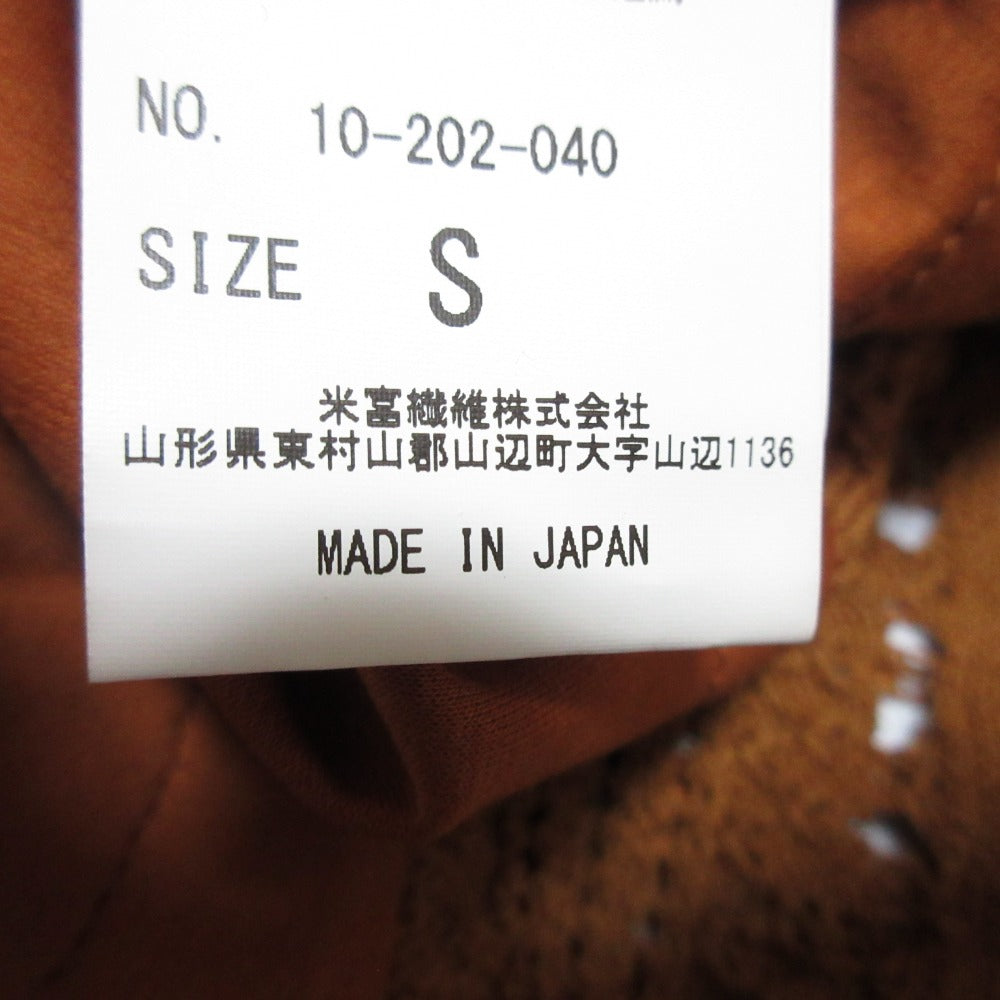 NO. 10-202-040
SIZE S
米富繊維株式会社
山形県東村山郡山辺町大字山辺1136
MADE IN JAPAN